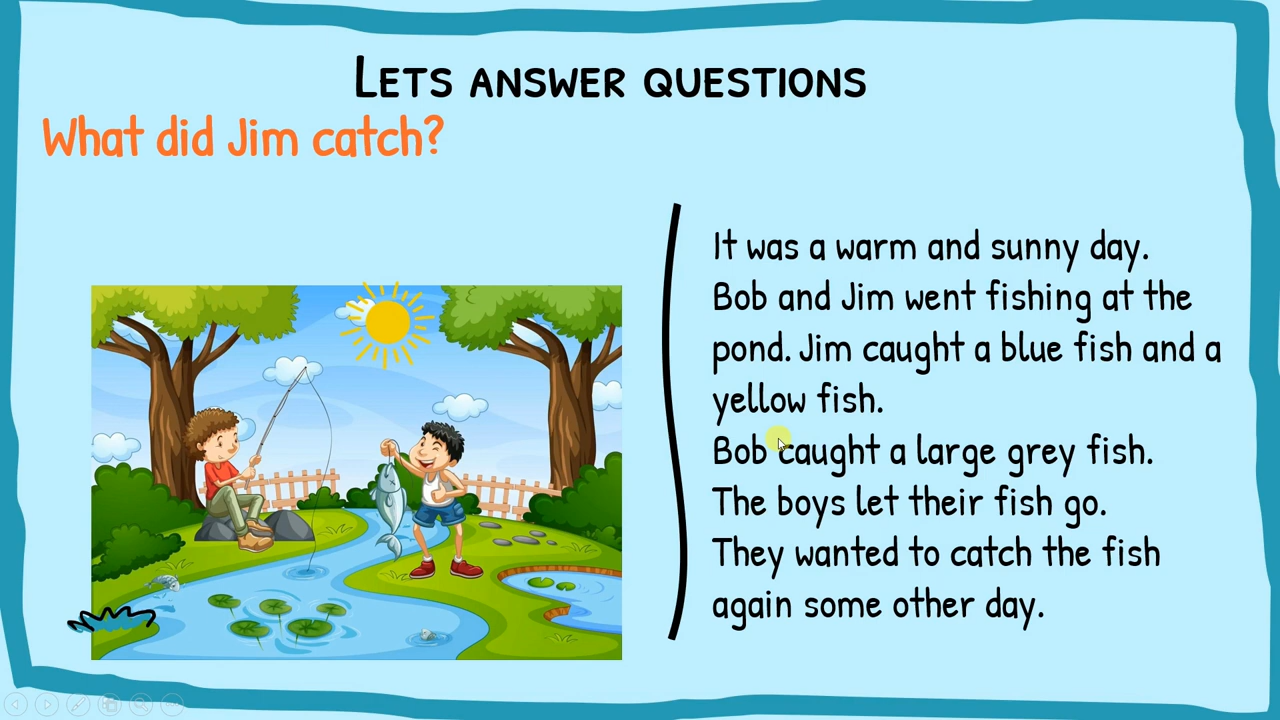 Lets answer questions
What did Jim catch?
It was a warm and sunny day.
Bob and Jim went fishing at the
pond. Jim caught a blue fish and a
yellow fish.
Bob caught a large grey fish.
The boys let their fish go.
They wanted to catch the fish
again some other day.